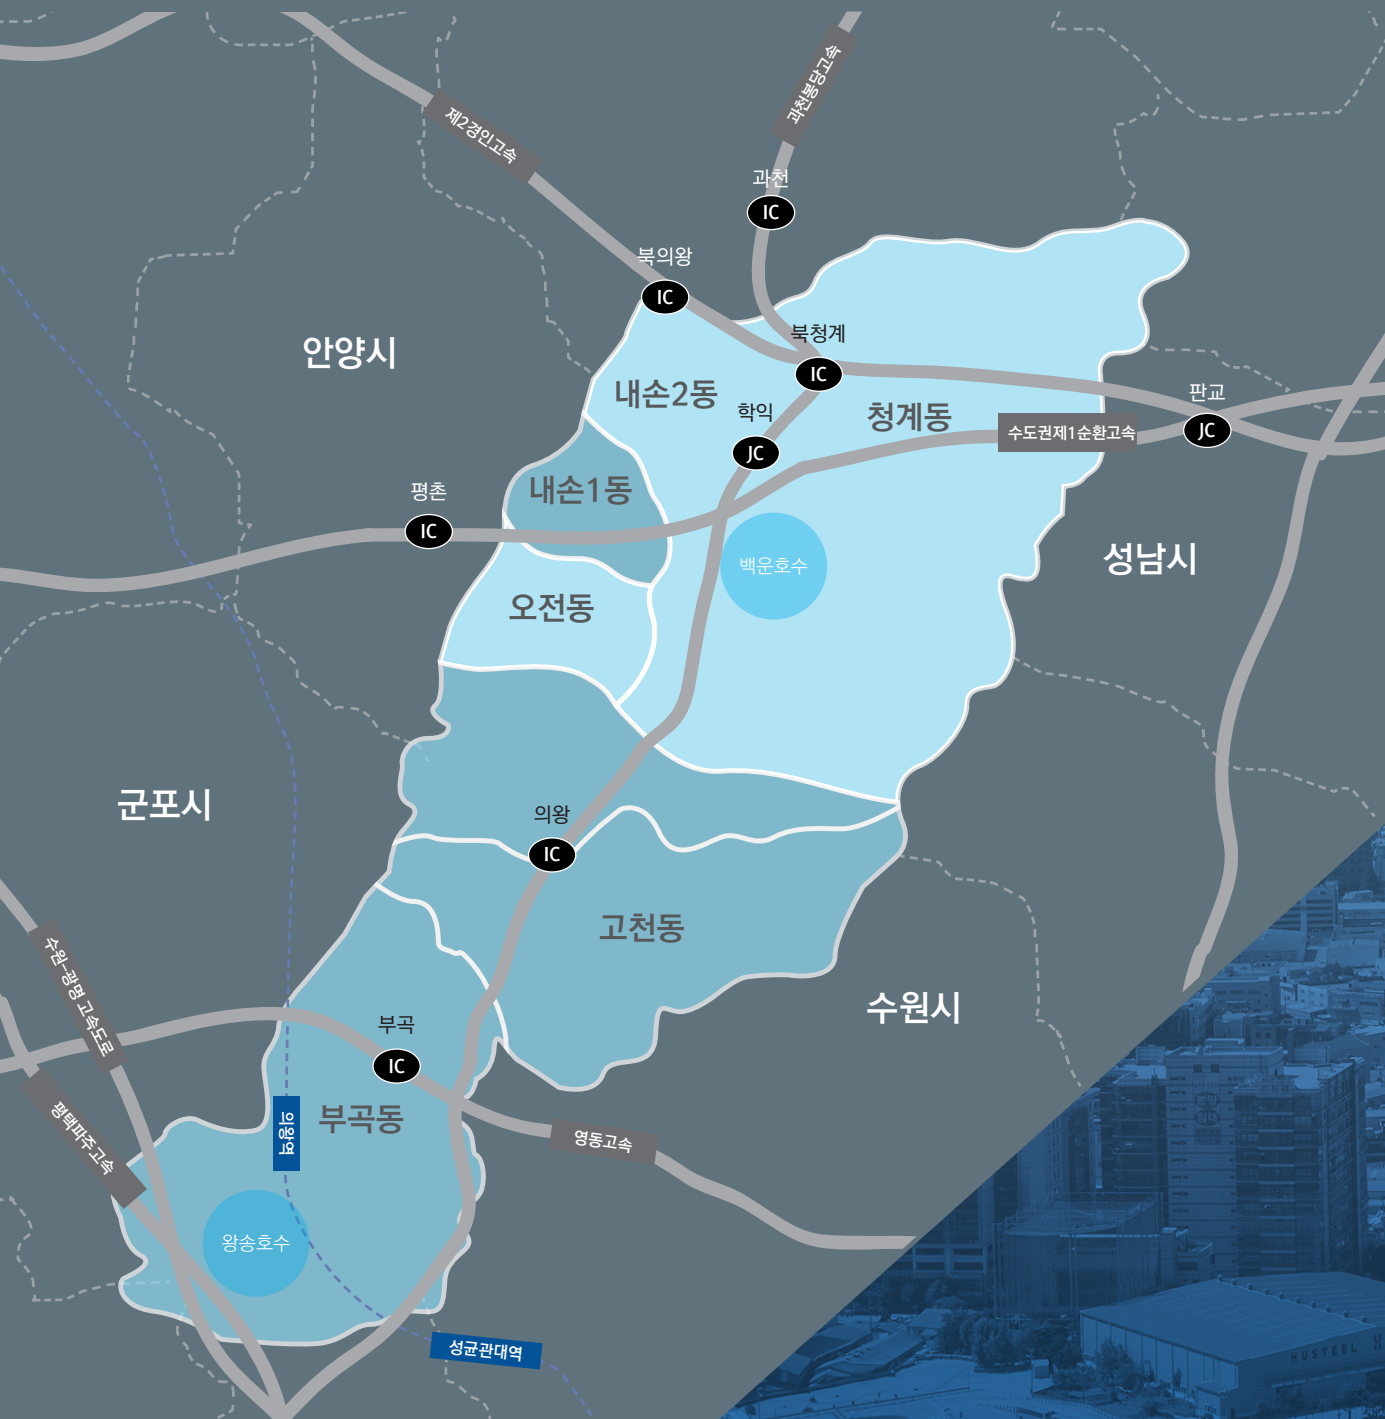 과천봉담고속
제2경인고속
과천
IC
북의왕
IC
북청계
IC
안양시
내손2동
학익
JC
청계동
판교
JC
수도권제1순환고속
내손1동
평촌
IC
백운호수
성남시
오전동
군포시
의왕
IC
고천동
수원시
수원-광명 고속도로
부곡
IC
부곡동
의왕역
평택파주고속
영동고속
왕송호수
성균관대역
HUSTEEL